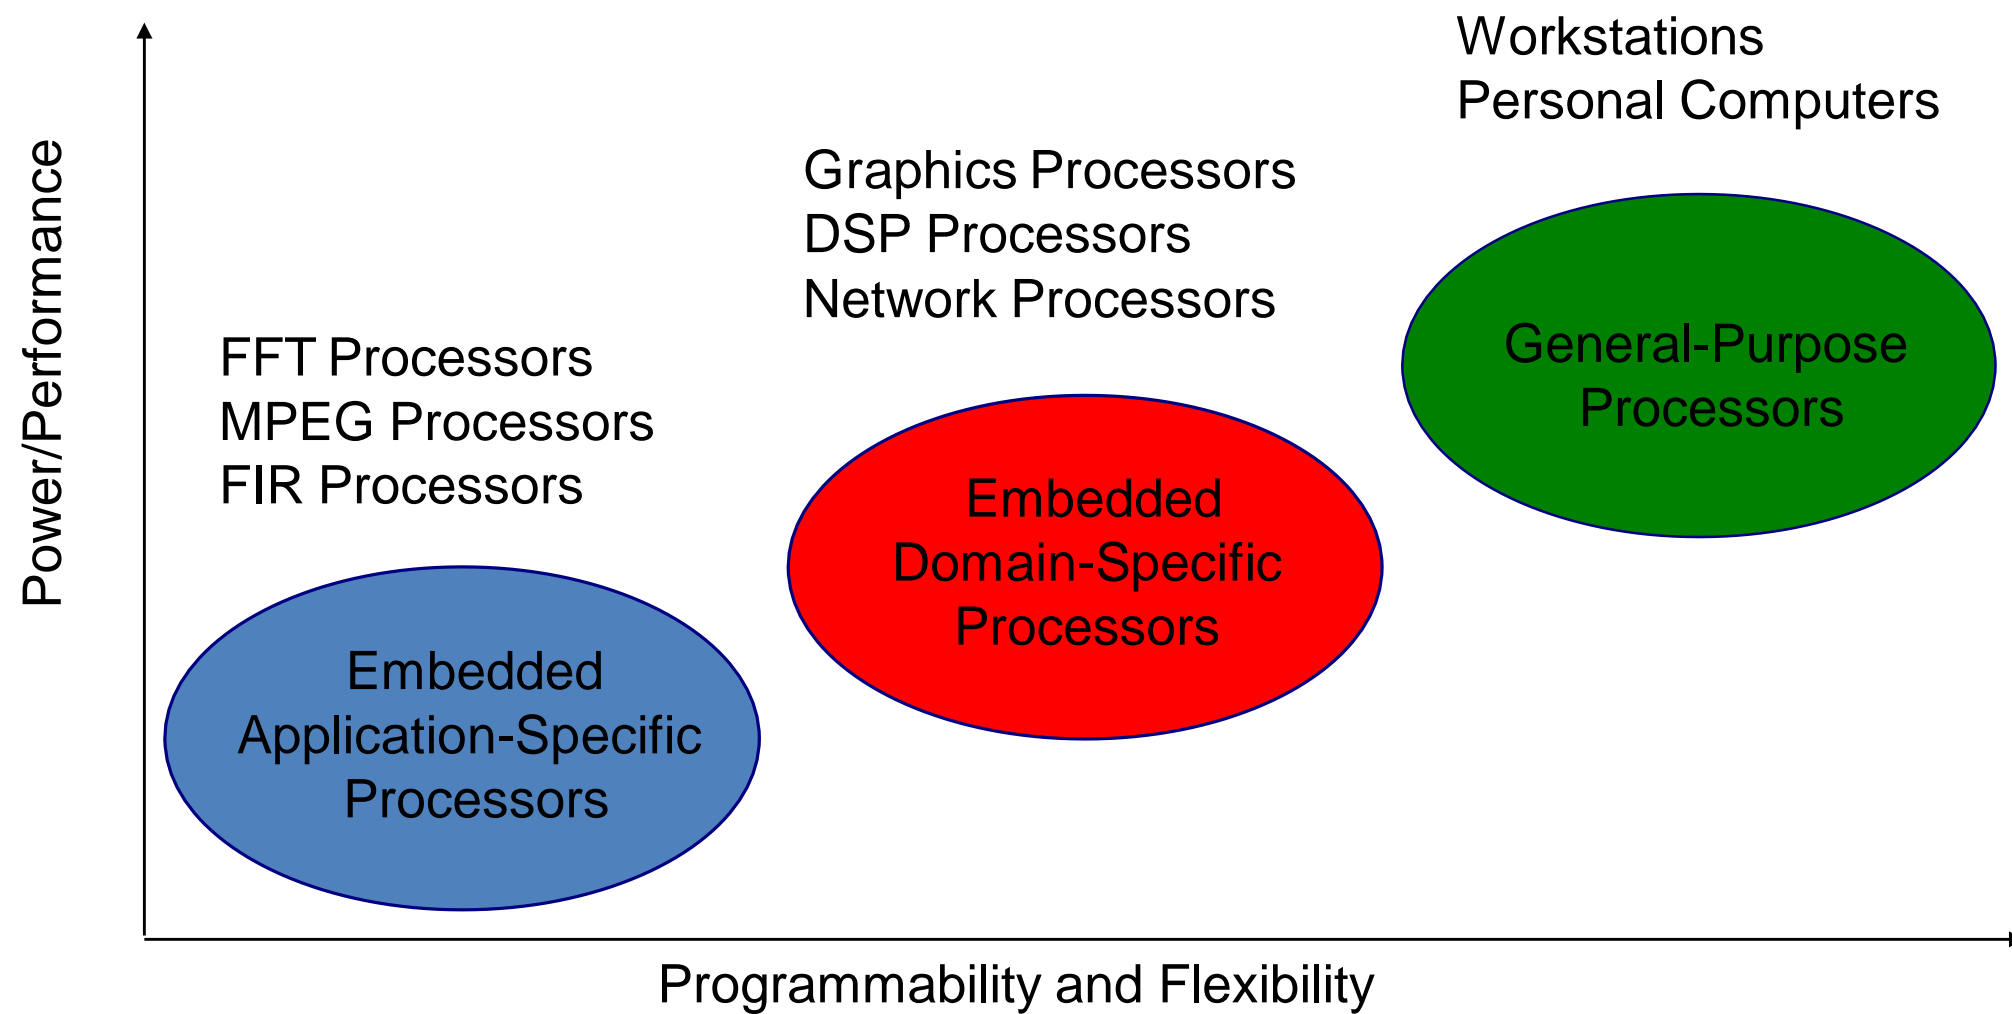 Workstations
Personal Computers
Graphics Processors
DSP Processors
Network Processors
FFT Processors
MPEG Processors
FIR Processors
General-Purpose
Processors
Embedded
Domain-Specific
Processors
Embedded
Application-Specific
Processors
Power/Performance
Programmability and Flexibility